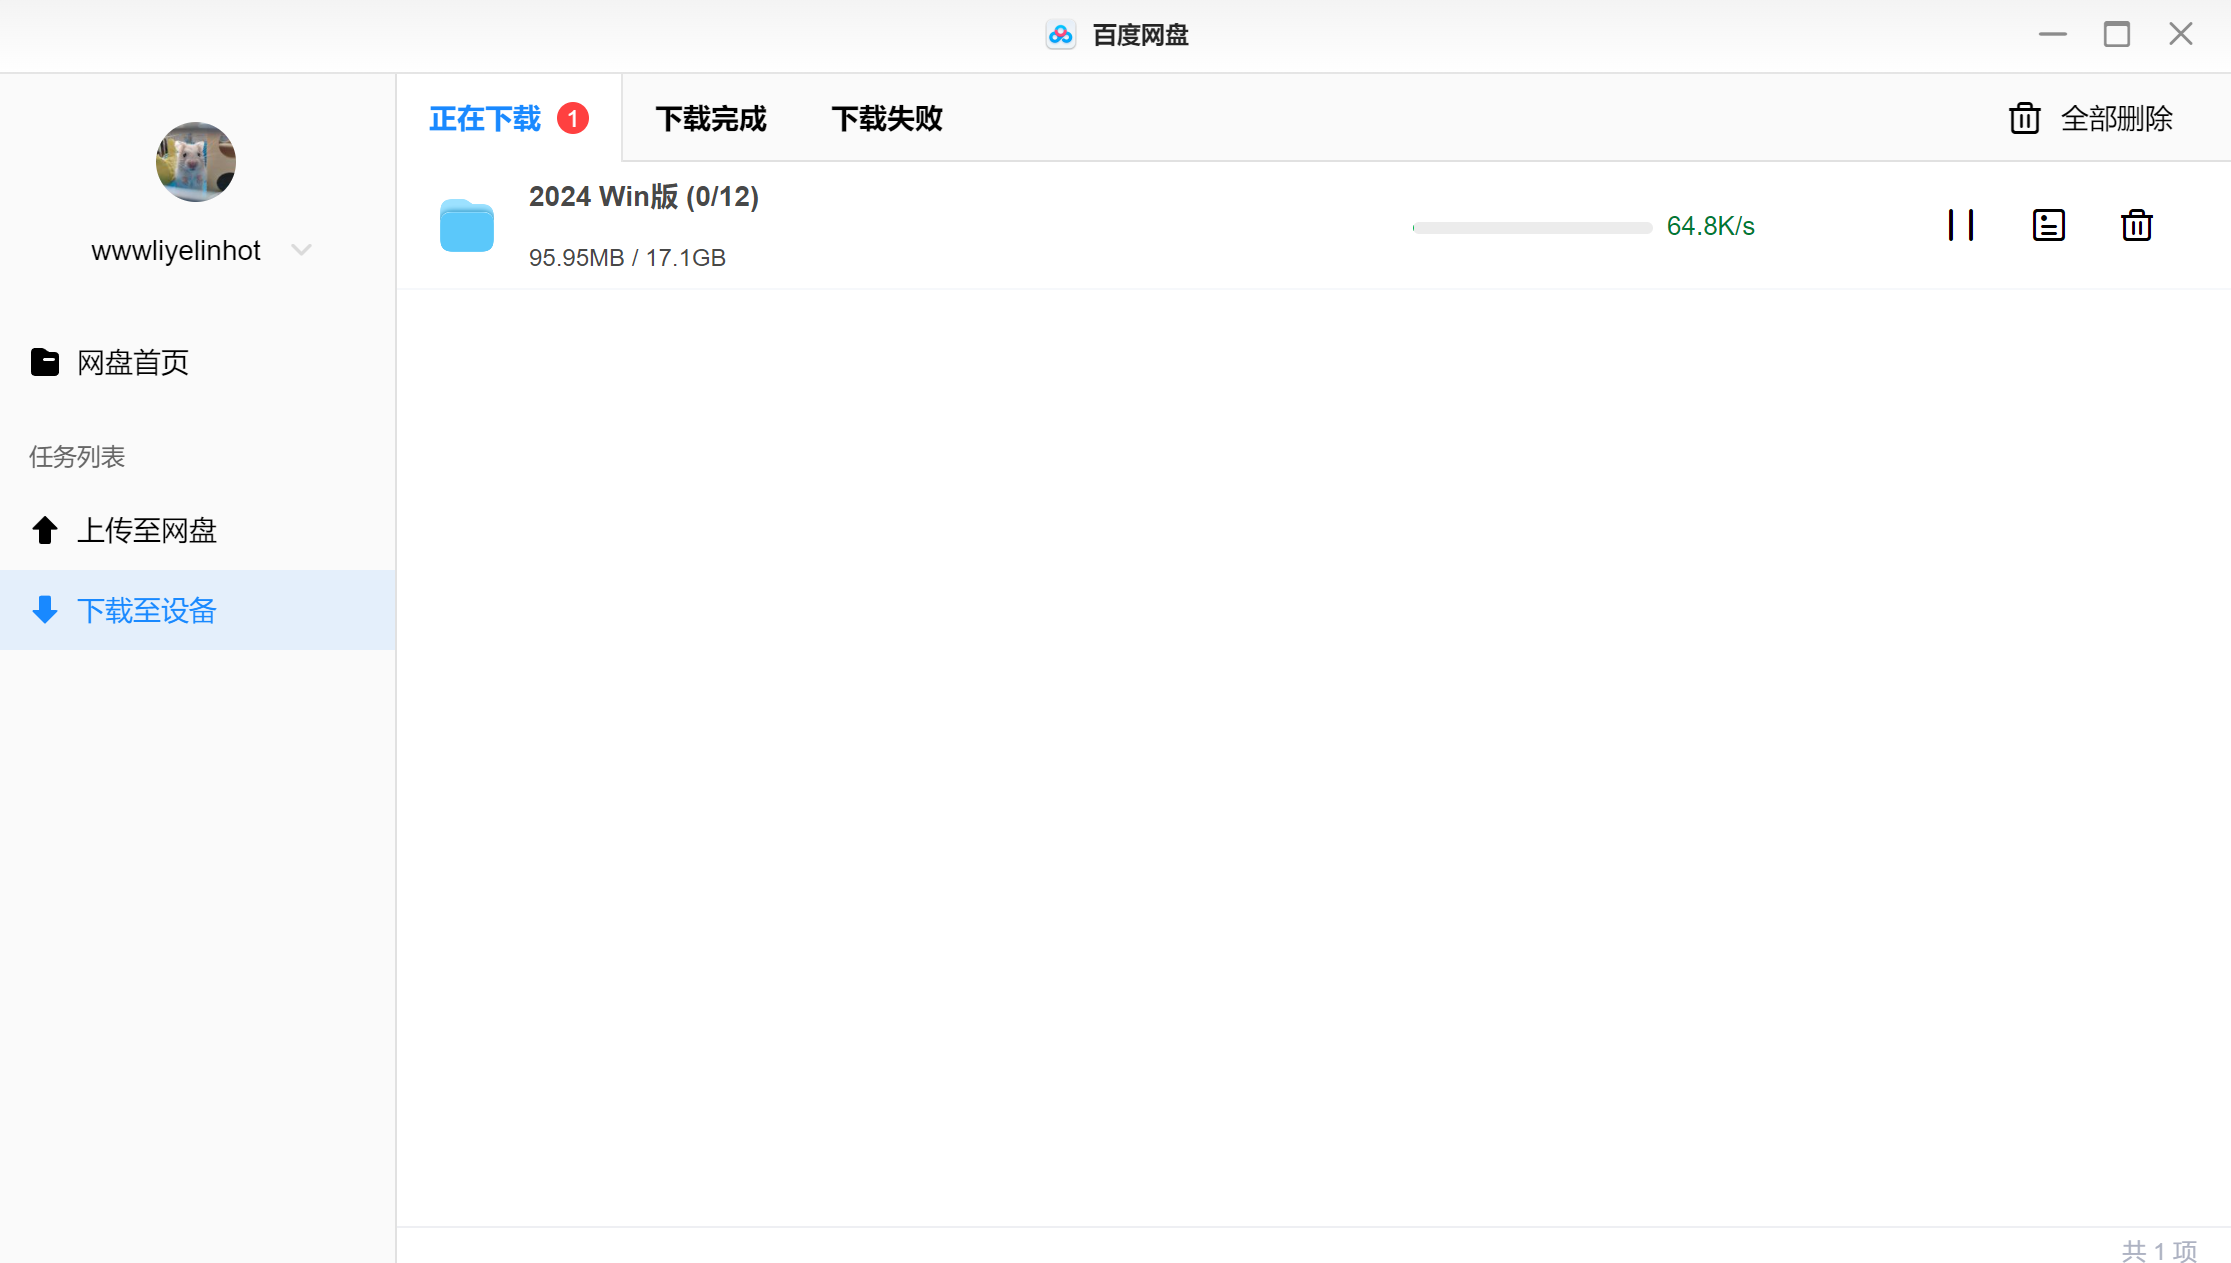 百度网盘
wwwliyelinhot
网盘首页
任务列表
上传至网盘
下载至设备
正在下载 1
下载完成
下载失败
全部删除
2024 Win版 (0/12)
95.95MB / 17.1GB
64.8K/s
共 1 项